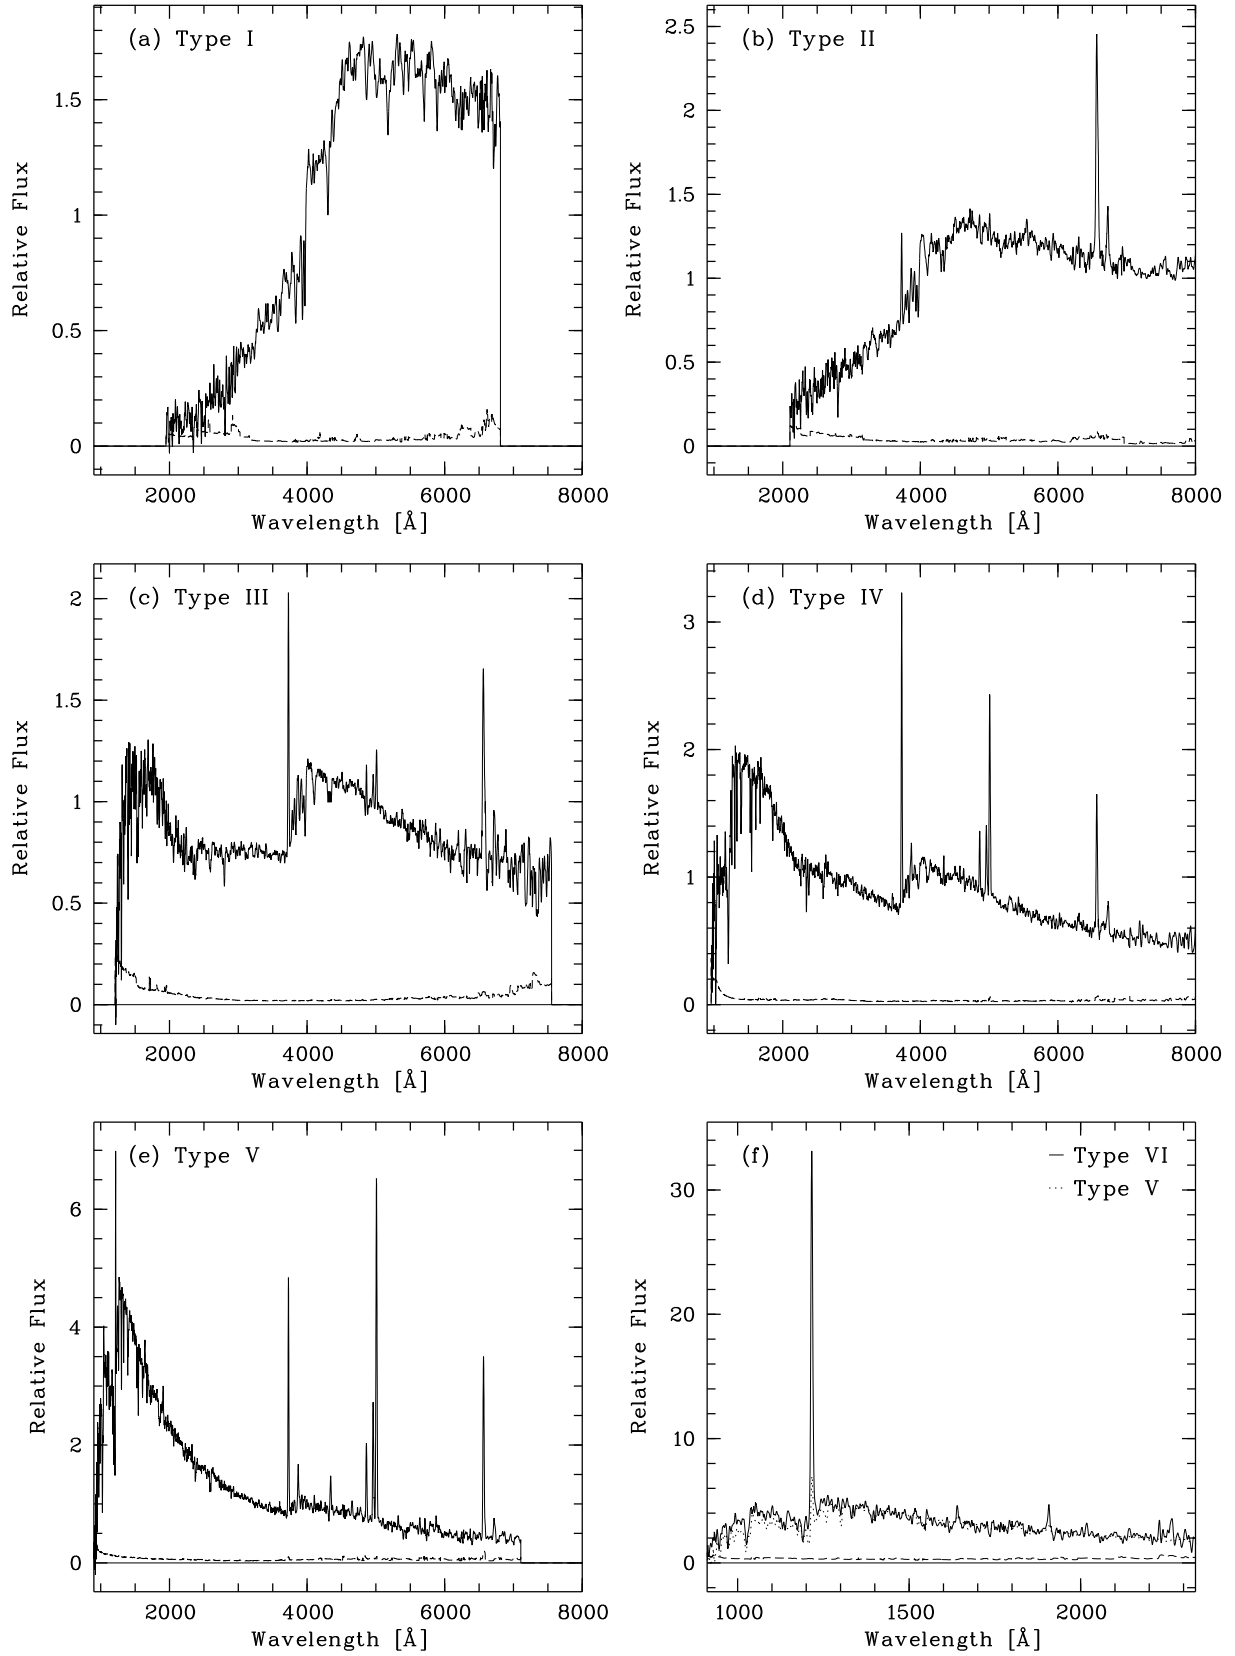 (a) Type I
1.5
1
0.5
0
2000 4000 6000 8000
Relative Flux
Wavelength [Å]
(b) Type II
2.5
2
1.5
1
0.5
0
2000 4000 6000 8000
Relative Flux
Wavelength [Å]
(c) Type III
2
1.5
1
0.5
0
2000 4000 6000 8000
Relative Flux
Wavelength [Å]
(d) Type IV
3
2
1
0
2000 4000 6000 8000
Relative Flux
Wavelength [Å]
(e) Type V
6
4
2
0
2000 4000 6000 8000
Relative Flux
Wavelength [Å]
(f)
Type VI
Type V
30
20
10
0
1000 1500 2000
Relative Flux
Wavelength [Å]